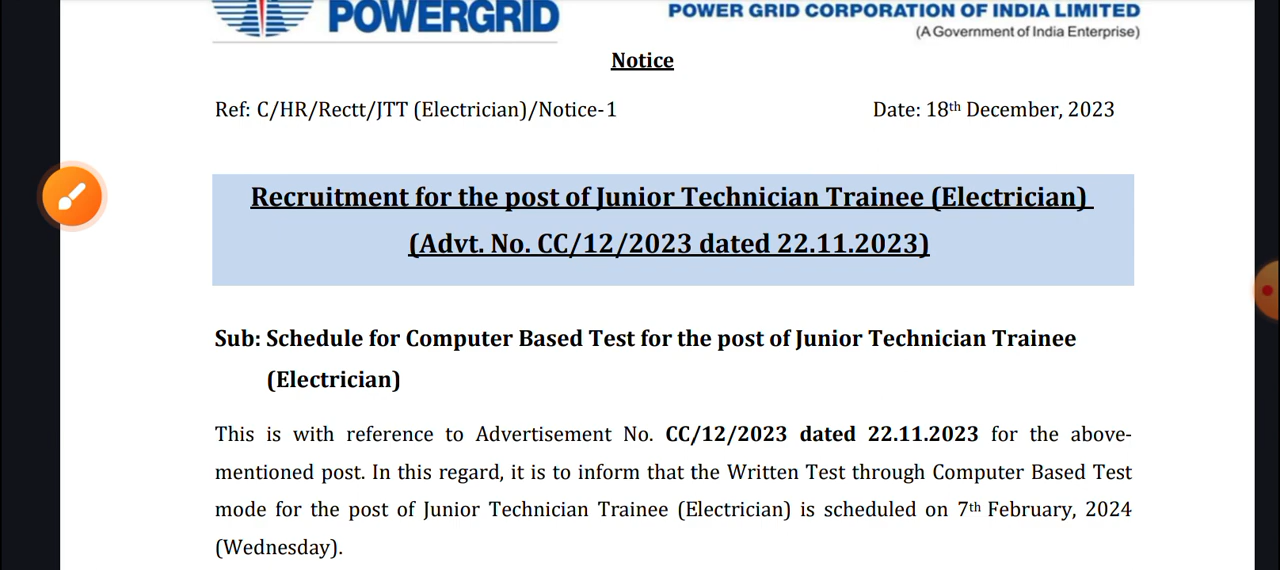 POWERGRID
POWER GRID CORPORATION OF INDIA LIMITED
(A Government of India Enterprise)
Notice
Ref: C/HR/Rectt/JTT (Electrician)/Notice-1 Date: 18th December, 2023
Recruitment for the post of Junior Technician Trainee (Electrician)
(Advt. No. CC/12/2023 dated 22.11.2023)
Sub: Schedule for Computer Based Test for the post of Junior Technician Trainee
(Electrician)
This is with reference to Advertisement No. CC/12/2023 dated 22.11.2023 for the above-
mentioned post. In this regard, it is to inform that the Written Test through Computer Based Test
mode for the post of Junior Technician Trainee (Electrician) is scheduled on 7th February, 2024
(Wednesday).